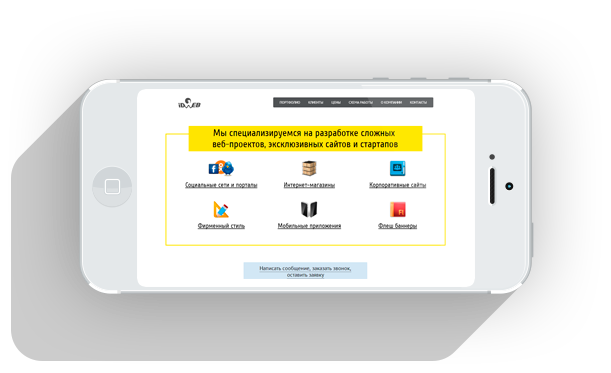 iDWEB
ПОРТФОЛИО КЛИЕНТЫ ЦЕНЫ СХЕМА РАБОТЫ О КОМПАНИИ КОНТАКТЫ
Мы специализируемся на разработке сложных
веб-проектов, эксклюзивных сайтов и стартапов
Социальные сети и порталы Интернет-магазины Корпоративные сайты
Фирменный стиль Мобильные приложения Флеш баннеры
Написать сообщение, заказать звонок,
оставить заявку